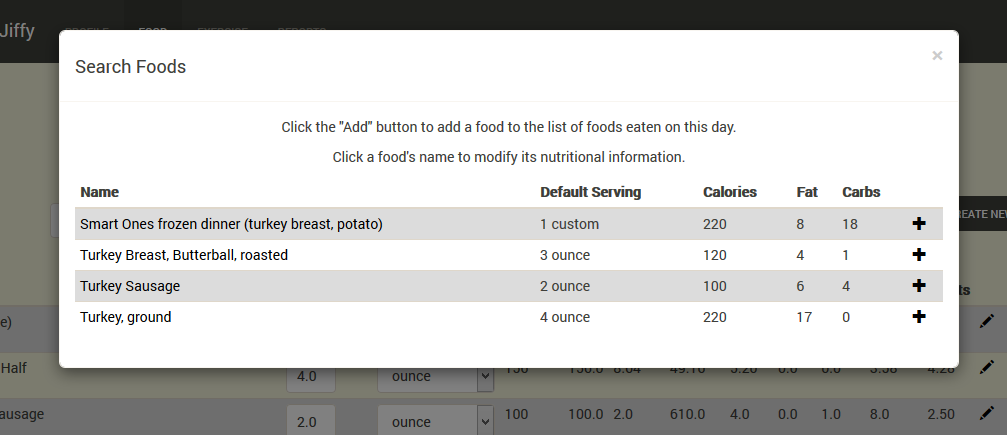 Jiffy
Search Foods
×
Click the "Add" button to add a food to the list of foods eaten on this day.
Click a food's name to modify its nutritional information.
Name Default Serving Calories Fat Carbs
Smart Ones frozen dinner (turkey breast, potato) 1 custom 220 8 18
Turkey Breast, Butterball, roasted 3 ounce 120 4 1
Turkey Sausage 2 ounce 100 6 4
Turkey, ground 4 ounce 220 17 0
EATE NEW
ts
e)
Half 4.0 ounce
ausage 2.0 ounce 100 100.0 2.0 610.0 4.0 0.0 1.0 8.0 2.50